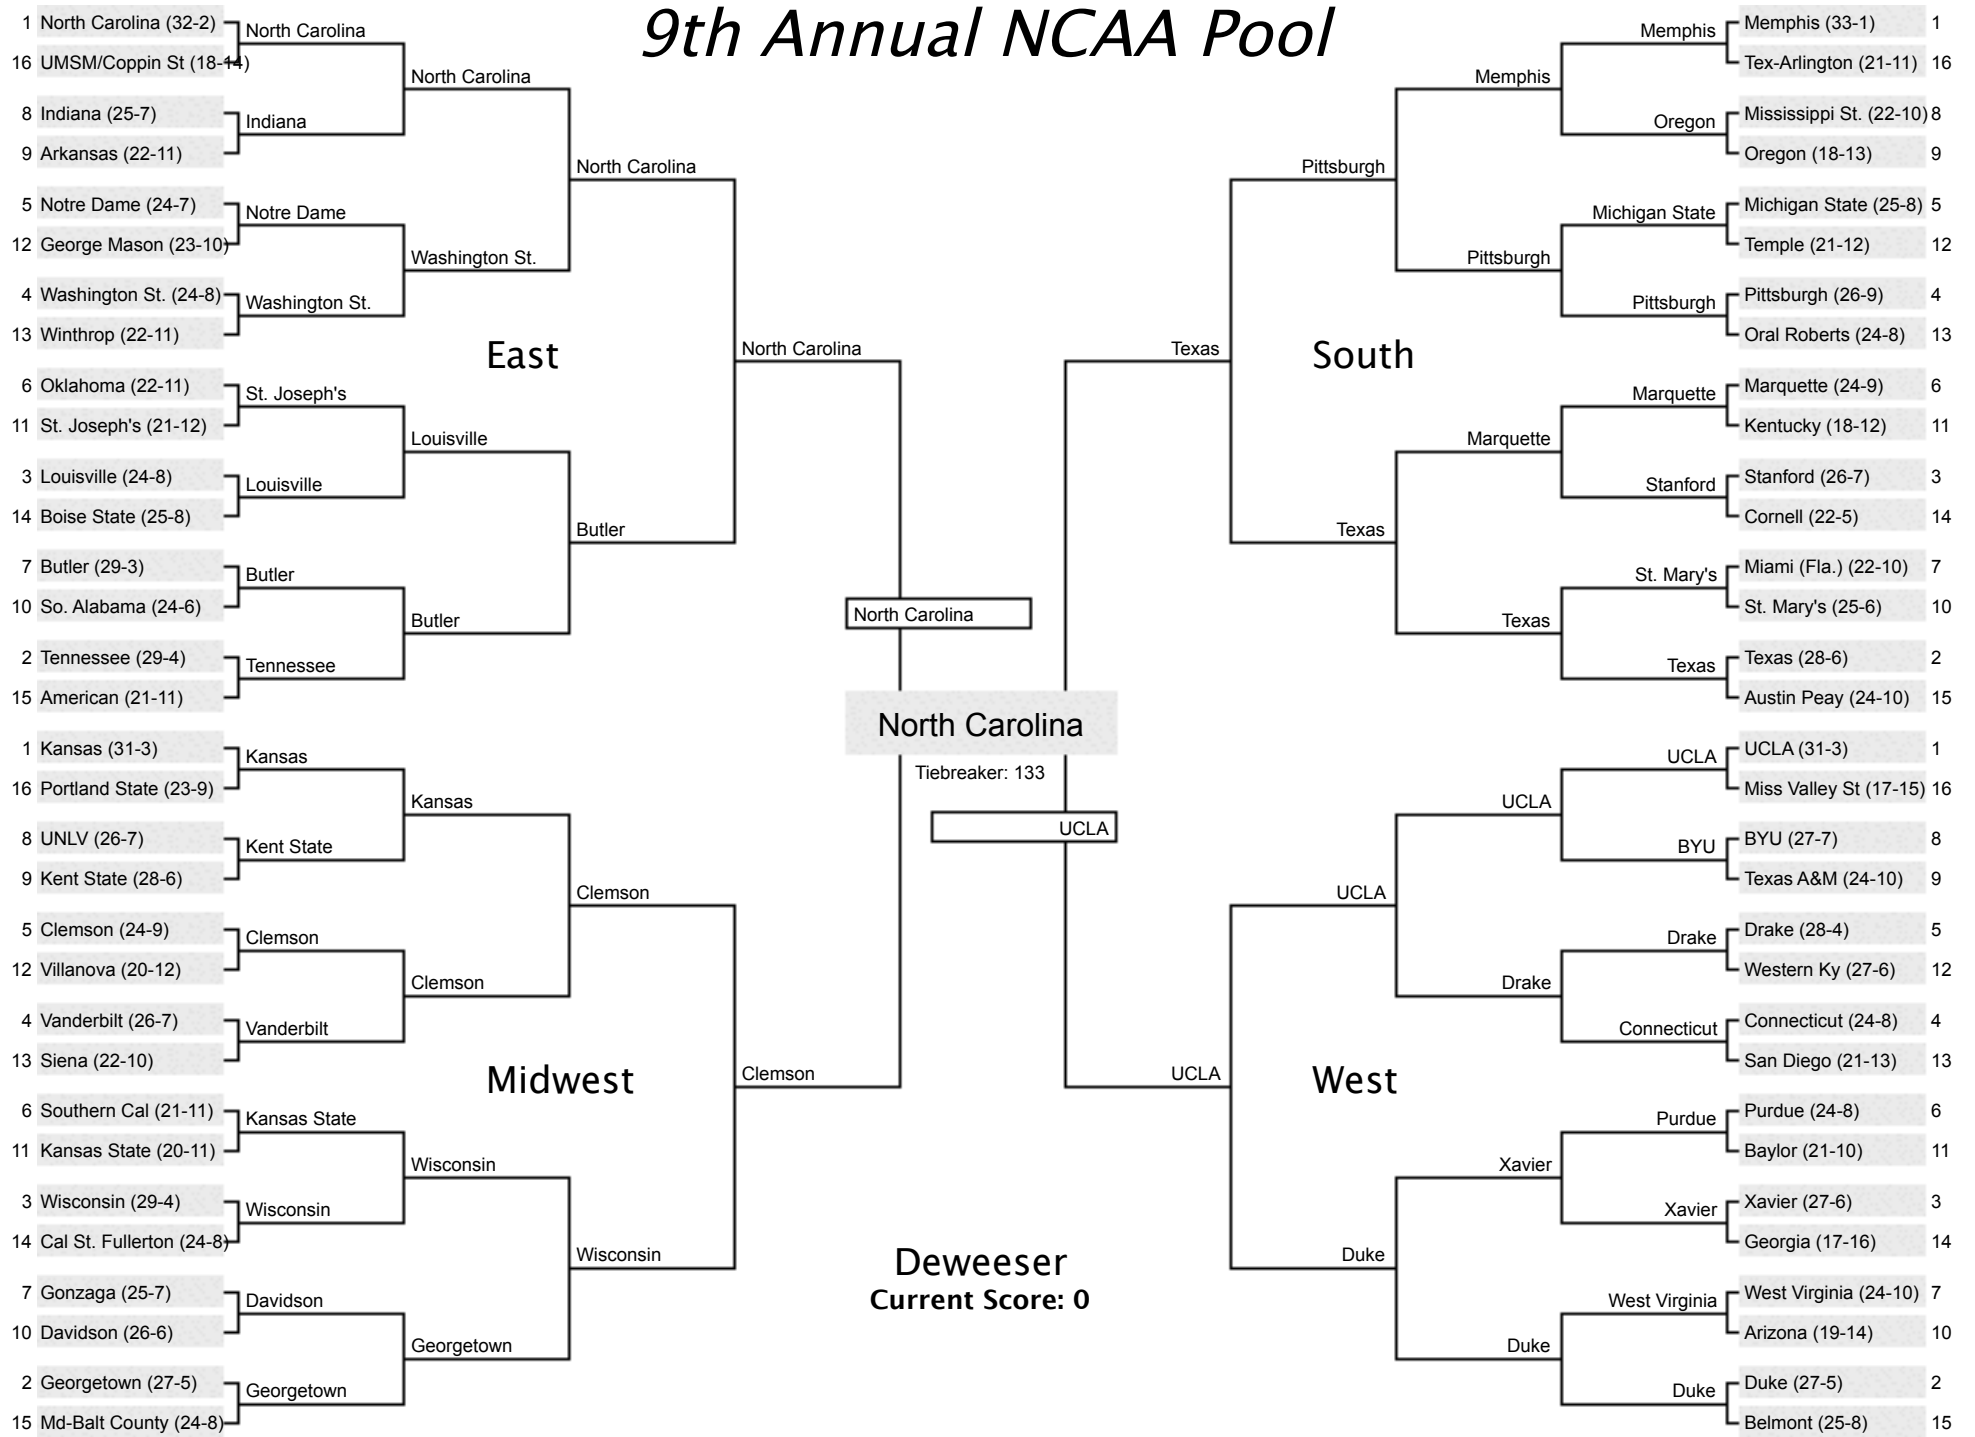 9th Annual NCAA Pool
1 North Carolina (32-2)
16 UMSM/Coppin St (18-14)
8 Indiana (25-7)
9 Arkansas (22-11)
5 Notre Dame (24-7)
12 George Mason (23-10)
4 Washington St. (24-8)
13 Winthrop (22-11)
6 Oklahoma (22-11)
11 St. Joseph's (21-12)
3 Louisville (24-8)
14 Boise State (25-8)
7 Butler (29-3)
10 So. Alabama (24-6)
2 Tennessee (29-4)
15 American (21-11)
North Carolina
Indiana
Notre Dame
Washington St.
St. Joseph's
Louisville
Butler
Tennessee
North Carolina
Washington St.
Louisville
Butler
North Carolina
Butler
East
North Carolina
1 Kansas (31-3)
16 Portland State (23-9)
8 UNLV (26-7)
9 Kent State (28-6)
5 Clemson (24-9)
12 Villanova (20-12)
4 Vanderbilt (26-7)
13 Siena (22-10)
6 Southern Cal (21-11)
11 Kansas State (20-11)
3 Wisconsin (29-4)
14 Cal St. Fullerton (24-8)
7 Gonzaga (25-7)
10 Davidson (26-6)
2 Georgetown (27-5)
15 Md-Balt County (24-8)
Kansas
Kent State
Clemson
Vanderbilt
Kansas State
Wisconsin
Davidson
Georgetown
Kansas
Clemson
Wisconsin
Georgetown
Clemson
Wisconsin
Midwest
Clemson
North Carolina
North Carolina
Tiebreaker: 133
UCLA
Deweeser
Current Score: 0
Memphis (33-1) 1
Tex-Arlington (21-11) 16
Mississippi St. (22-10) 8
Oregon (18-13) 9
Michigan State (25-8) 5
Temple (21-12) 12
Pittsburgh (26-9) 4
Oral Roberts (24-8) 13
Marquette (24-9) 6
Kentucky (18-12) 11
Stanford (26-7) 3
Cornell (22-5) 14
Miami (Fla.) (22-10) 7
St. Mary's (25-6) 10
Texas (28-6) 2
Austin Peay (24-10) 15
Memphis
Oregon
Michigan State
Pittsburgh
Marquette
Stanford
St. Mary's
Texas
Memphis
Pittsburgh
Marquette
Texas
Pittsburgh
Texas
South
Texas
UCLA (31-3) 1
Miss Valley St (17-15) 16
BYU (27-7) 8
Texas A&M (24-10) 9
Drake (28-4) 5
Western Ky (27-6) 12
Connecticut (24-8) 4
San Diego (21-13) 13
Purdue (24-8) 6
Baylor (21-10) 11
Xavier (27-6) 3
Georgia (17-16) 14
West Virginia (24-10) 7
Arizona (19-14) 10
Duke (27-5) 2
Belmont (25-8) 15
UCLA
BYU
Drake
Connecticut
Purdue
Xavier
West Virginia
Duke
UCLA
Drake
Xavier
Duke
UCLA
Duke
West
UCLA